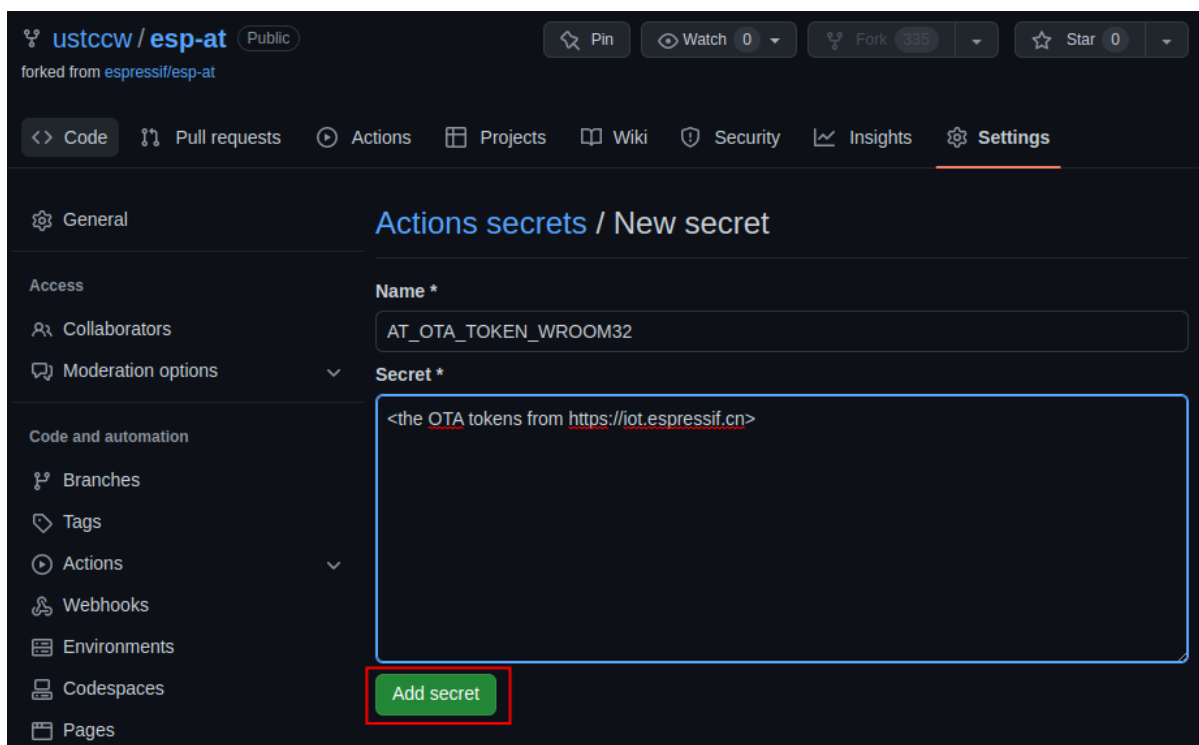 ustccw / esp-at Public Pin Watch 0 Fork 335 Star 0
forked from espressif/esp-at
Code Pull requests Actions Projects Wiki Security Insights Settings
General
Actions secrets / New secret
Access
Name *
Collaborators
AT_OTA_TOKEN_WROOM32
Moderation options
Secret *
<the OTA tokens from https://iot.espressif.cn>
Code and automation
Branches
Tags
Actions
Webhooks
Environments
Codespaces
Add secret
Pages